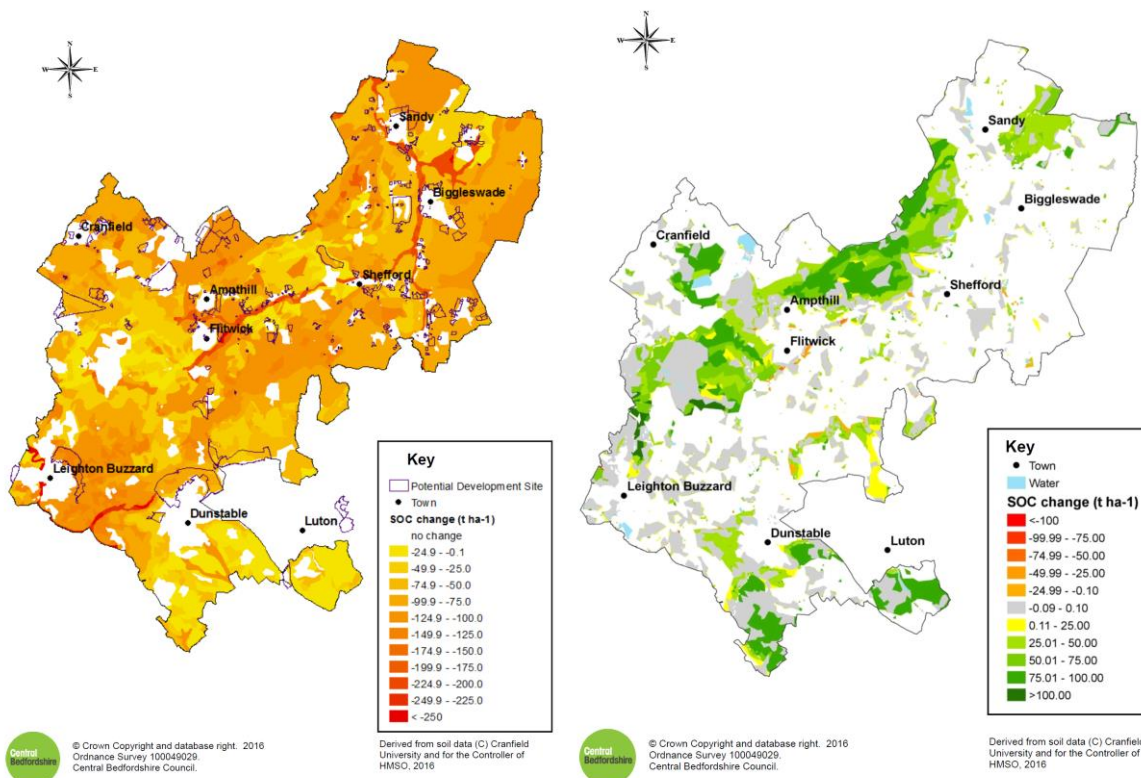 N
W E
S
Sandy
Biggleswade
Cranfield
Shefford
Ampthill
Flitwick
Leighton Buzzard
Dunstable
Luton
Key
Potential Development Site
Town
SOC change (t ha-1)
no change
-24.9 - -0.1
-49.9 - -25.0
-74.9 - -50.0
-99.9 - -75.0
-124.9 - -100.0
-149.9 - -125.0
-174.9 - -150.0
-199.9 - -175.0
-224.9 - -200.0
-249.9 - -225.0
< -250
Central
Bedfordshire
© Crown Copyright and database right. 2016
Ordnance Survey 100049029.
Central Bedfordshire Council.
Derived from soil data (C) Cranfield
University and for the Controller of
HMSO, 2016
N
W E
S
Sandy
Biggleswade
Cranfield
Shefford
Ampthill
Flitwick
Leighton Buzzard
Dunstable
Luton
Key
Town
Water
SOC change (t ha-1)
<-100
-99.99 - -75.00
-74.99 - -50.00
-49.99 - -25.00
-24.99 - -0.10
-0.09 - 0.10
0.11 - 25.00
25.01 - 50.00
50.01 - 75.00
75.01 - 100.00
>100.00
Central
Bedfordshire
© Crown Copyright and database right. 2016
Ordnance Survey 100049029.
Central Bedfordshire Council.
Derived from soil data (C) Cranfield
University and for the Controller of
HMSO, 2016